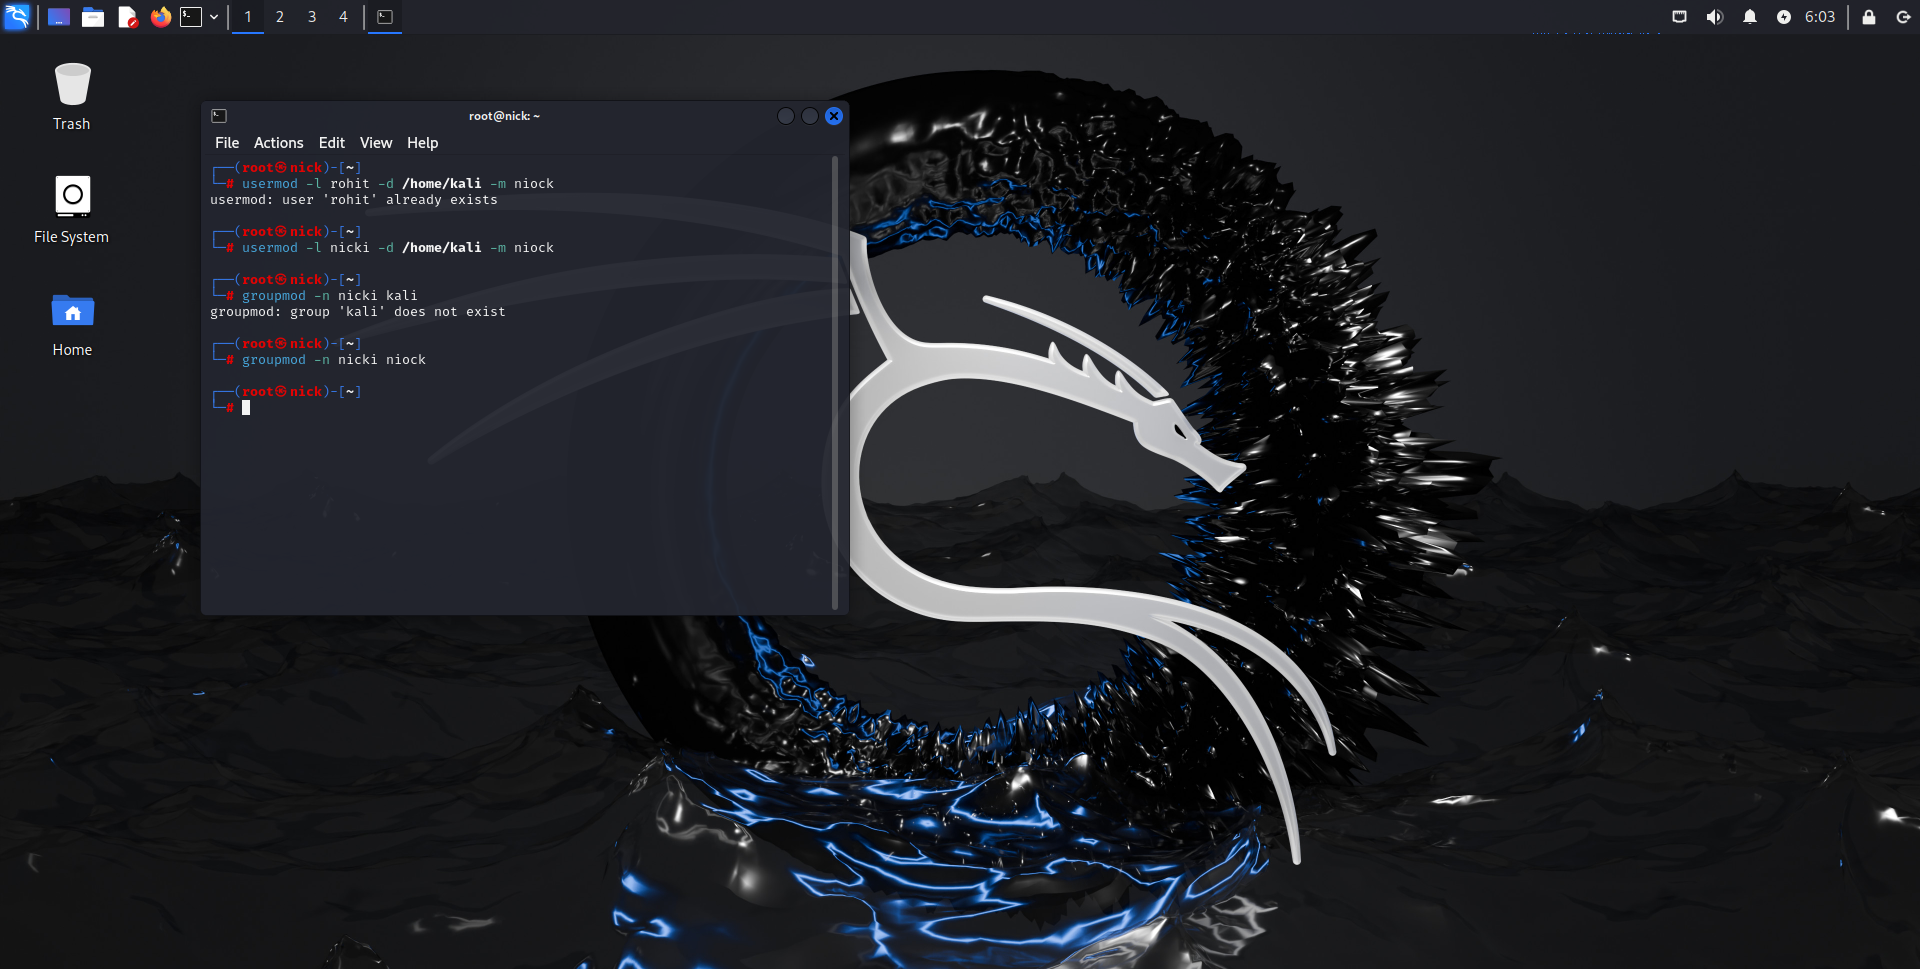 1 2 3 4
6:03
Trash
File System
Home
root@nick: ~
File Actions Edit View Help
┌──(root㉿nick)-[~]
└─# usermod -l rohit -d /home/kali -m niock
usermod: user 'rohit' already exists
┌──(root㉿nick)-[~]
└─# usermod -l nicki -d /home/kali -m niock
┌──(root㉿nick)-[~]
└─# groupmod -n nicki kali
groupmod: group 'kali' does not exist
┌──(root㉿nick)-[~]
└─# groupmod -n nicki niock
┌──(root㉿nick)-[~]
└─#